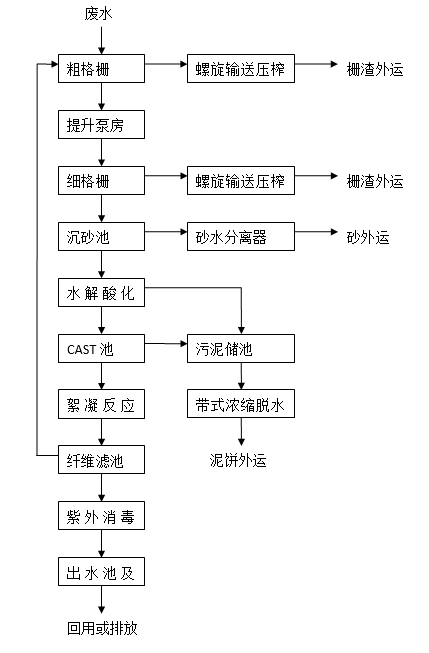 废水
粗格栅 螺旋输送压榨 栅渣外运
提升泵房
细格栅 螺旋输送压榨 栅渣外运
沉砂池 砂水分离器 砂外运
水解酸化
CAST池 污泥储池
絮凝反应 带式浓缩脱水
纤维滤池 泥饼外运
紫外消毒
出水池及
回用或排放